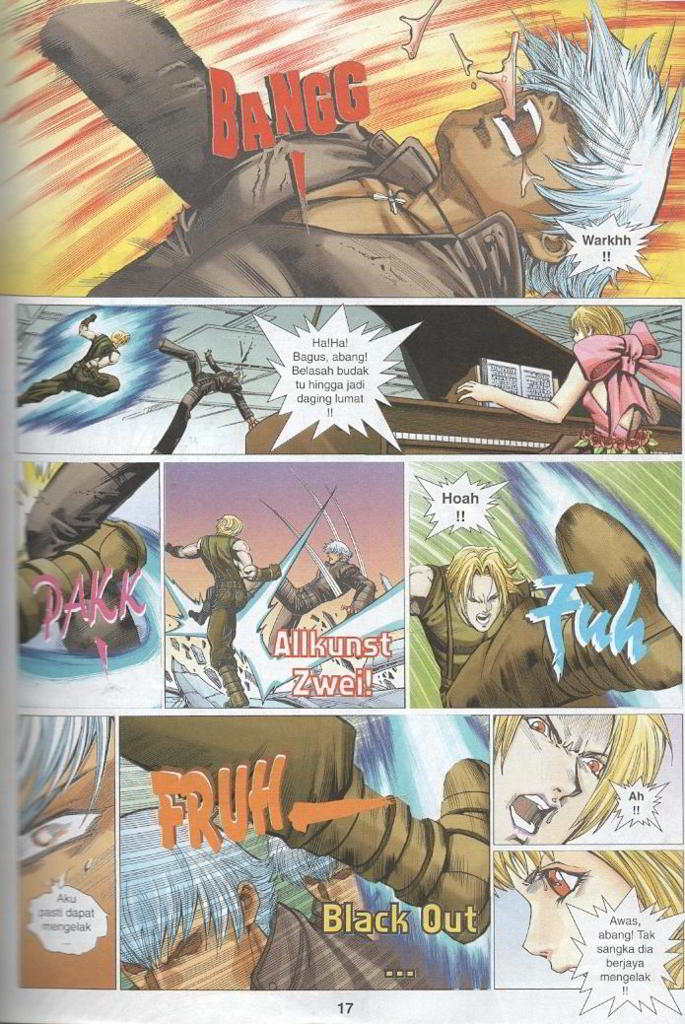 BANGG
!
Warkhh
!!
Ha!Ha!
Bagus, abang!
Belasah budak
tu hingga jadi
daging lumat
!!
PAKK
!
Allkunst
Zwei!
Hoah
!!
Fuh
Aku
pasti dapat
mengelak
...
FRUH
Black Out
...
Ah
!!
Awas,
abang! Tak
sangka dia
berjaya
mengelak
!!
17